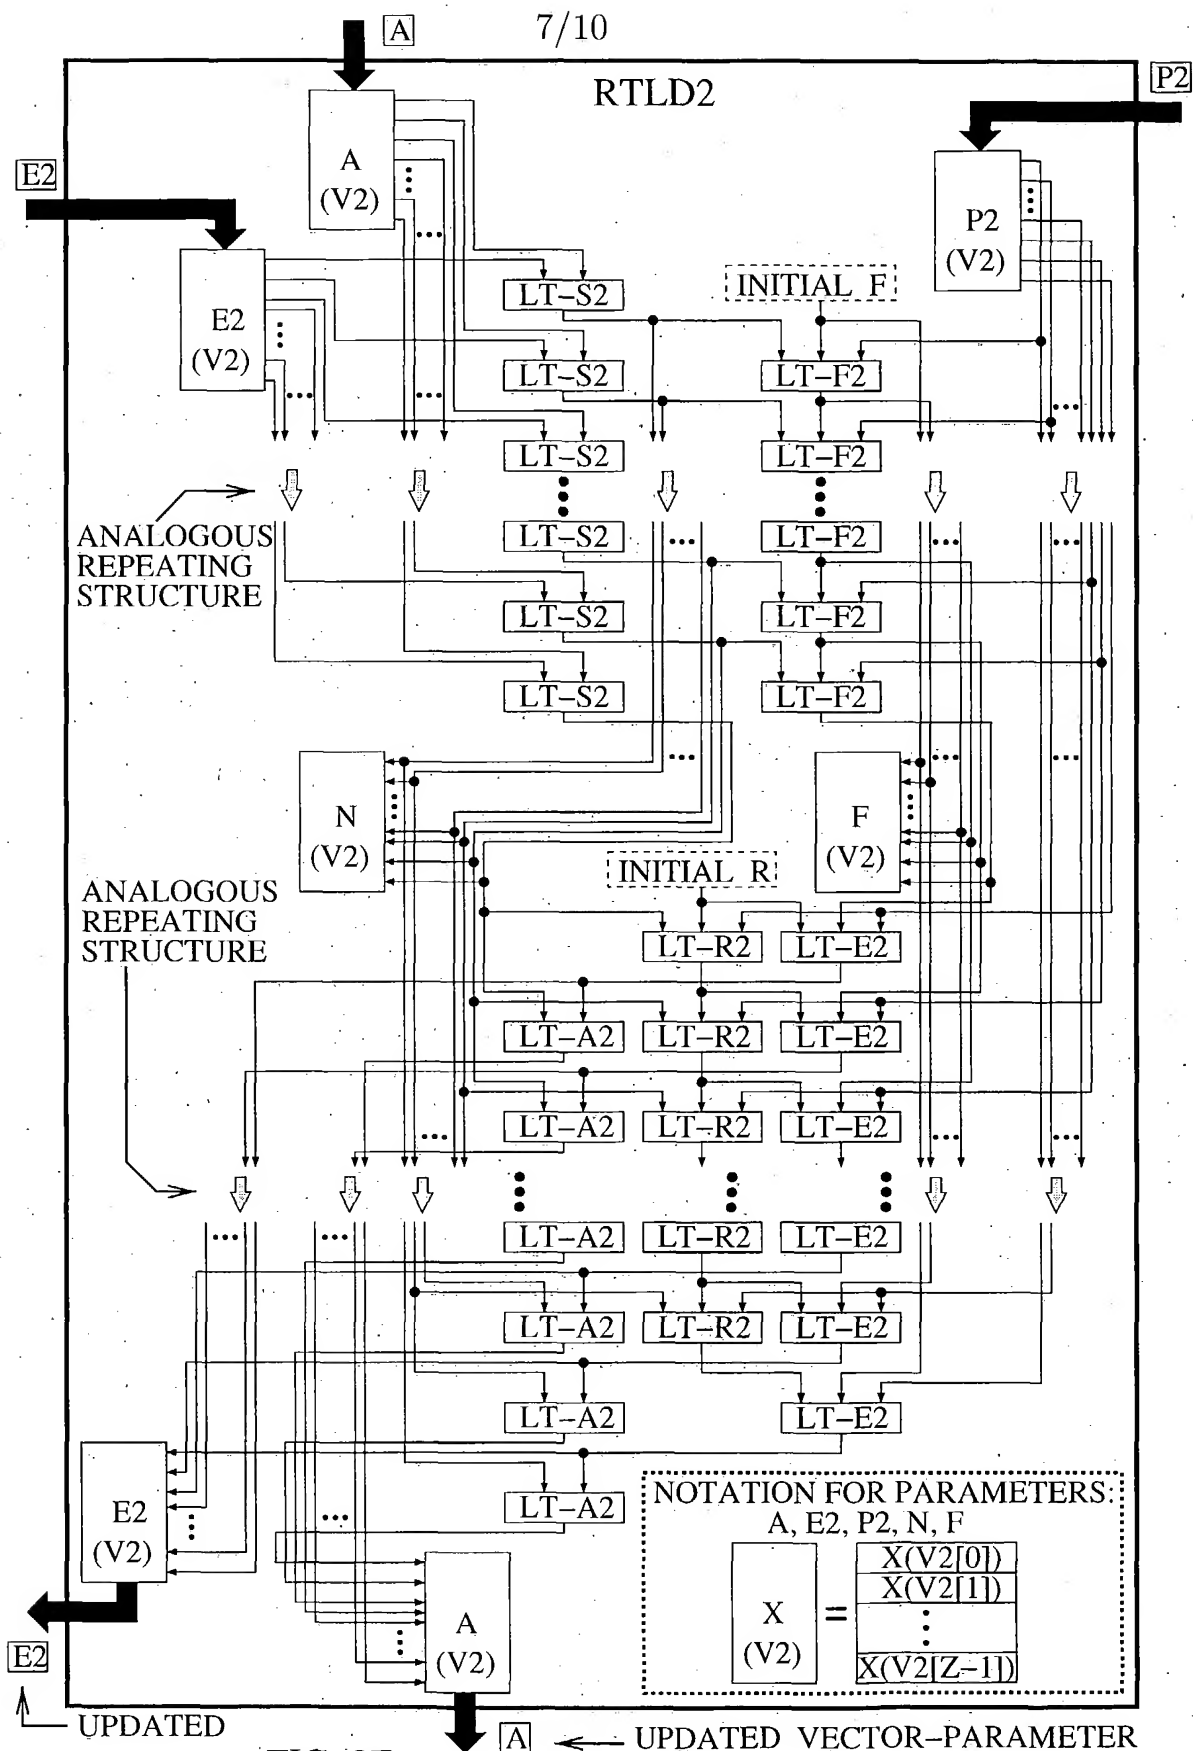 A
7/10
RTLD2
P2
E2
A
(V2)
P2
(V2)
E2
(V2)
LT-S2
INITIAL F
LT-S2
LT-F2
LT-S2
LT-F2
ANALOGOUS
REPEATING
STRUCTURE
LT-S2
LT-F2
LT-S2
LT-F2
LT-S2
LT-F2
N
(V2)
F
(V2)
INITIAL R
ANALOGOUS
REPEATING
STRUCTURE
LT-R2
LT-E2
LT-A2
LT-R2
LT-E2
LT-A2
LT-R2
LT-E2
LT-A2
LT-R2
LT-E2
LT-A2
LT-R2
LT-E2
LT-A2
LT-E2
LT-A2
E2
(V2)
NOTATION FOR PARAMETERS:
A, E2, P2, N, F
X
(V2)
=
X(V2[0])
X(V2[1])
X(V2[Z-1])
A
(V2)
E2
UPDATED
A
UPDATED VECTOR-PARAMETER